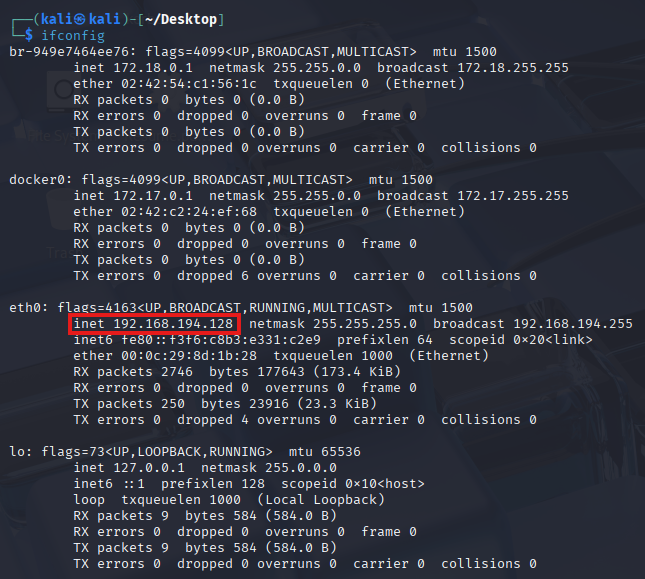 ┌──(kali㉿kali)-[~/Desktop]
└─$ ifconfig
br-949e7464ee76: flags=4099<UP,BROADCAST,MULTICAST>  mtu 1500
        inet 172.18.0.1  netmask 255.255.0.0  broadcast 172.18.255.255
        ether 02:42:54:c1:56:1c  txqueuelen 0  (Ethernet)
        RX packets 0  bytes 0 (0.0 B)
        RX errors 0  dropped 0  overruns 0  frame 0
        TX packets 0  bytes 0 (0.0 B)
        TX errors 0  dropped 0 overruns 0  carrier 0  collisions 0

docker0: flags=4099<UP,BROADCAST,MULTICAST>  mtu 1500
        inet 172.17.0.1  netmask 255.255.0.0  broadcast 172.17.255.255
        ether 02:42:c2:24:ef:68  txqueuelen 0  (Ethernet)
        RX packets 0  bytes 0 (0.0 B)
        RX errors 0  dropped 0  overruns 0  frame 0
        TX packets 0  bytes 0 (0.0 B)
        TX errors 0  dropped 6 overruns 0  carrier 0  collisions 0

eth0: flags=4163<UP,BROADCAST,RUNNING,MULTICAST>  mtu 1500
        inet 192.168.194.128  netmask 255.255.255.0  broadcast 192.168.194.255
        inet6 fe80::f3f6:c8b3:e331:c2e9  prefixlen 64  scopeid 0×20<link>
        ether 00:0c:29:8d:1b:28  txqueuelen 1000  (Ethernet)
        RX packets 2746  bytes 177643 (173.4 KiB)
        RX errors 0  dropped 0  overruns 0  frame 0
        TX packets 250  bytes 23916 (23.3 KiB)
        TX errors 0  dropped 4 overruns 0  carrier 0  collisions 0

lo: flags=73<UP,LOOPBACK,RUNNING>  mtu 65536
        inet 127.0.0.1  netmask 255.0.0.0
        inet6 ::1  prefixlen 128  scopeid 0×10<host>
        loop  txqueuelen 1000  (Local Loopback)
        RX packets 9  bytes 584 (584.0 B)
        RX errors 0  dropped 0  overruns 0  frame 0
        TX packets 9  bytes 584 (584.0 B)
        TX errors 0  dropped 0 overruns 0  carrier 0  collisions 0